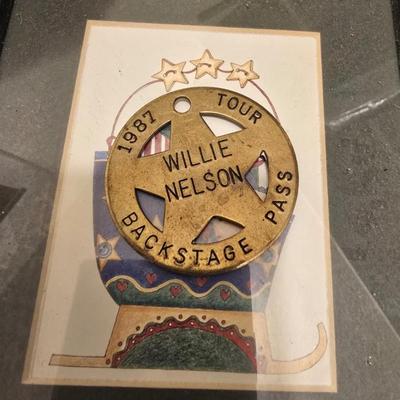 1987 TOUR
WILLIE
NELSON
BACKSTAGE PASS